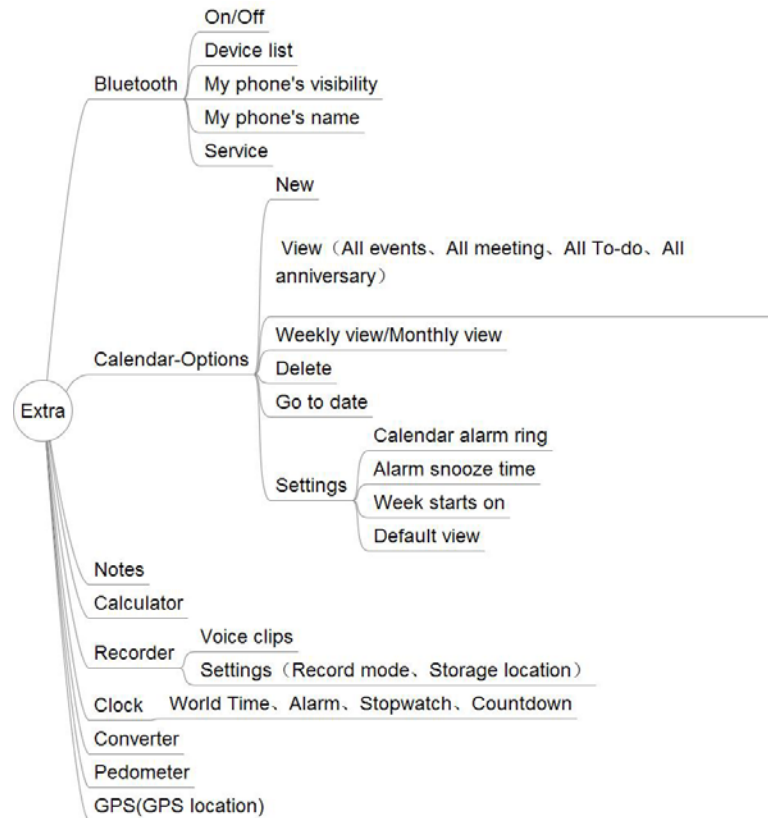 On/Off
Device list
Bluetooth
My phone's visibility
My phone's name
Service
New
View（All events、All meeting、All To-do、All
anniversary）
Weekly view/Monthly view
Calendar-Options
Delete
Go to date
Extra
Calendar alarm ring
Alarm snooze time
Settings
Week starts on
Default view
Notes
Calculator
Voice clips
Recorder
Settings（Record mode、Storage location）
Clock
World Time、Alarm、Stopwatch、Countdown
Converter
Pedometer
GPS(GPS location)